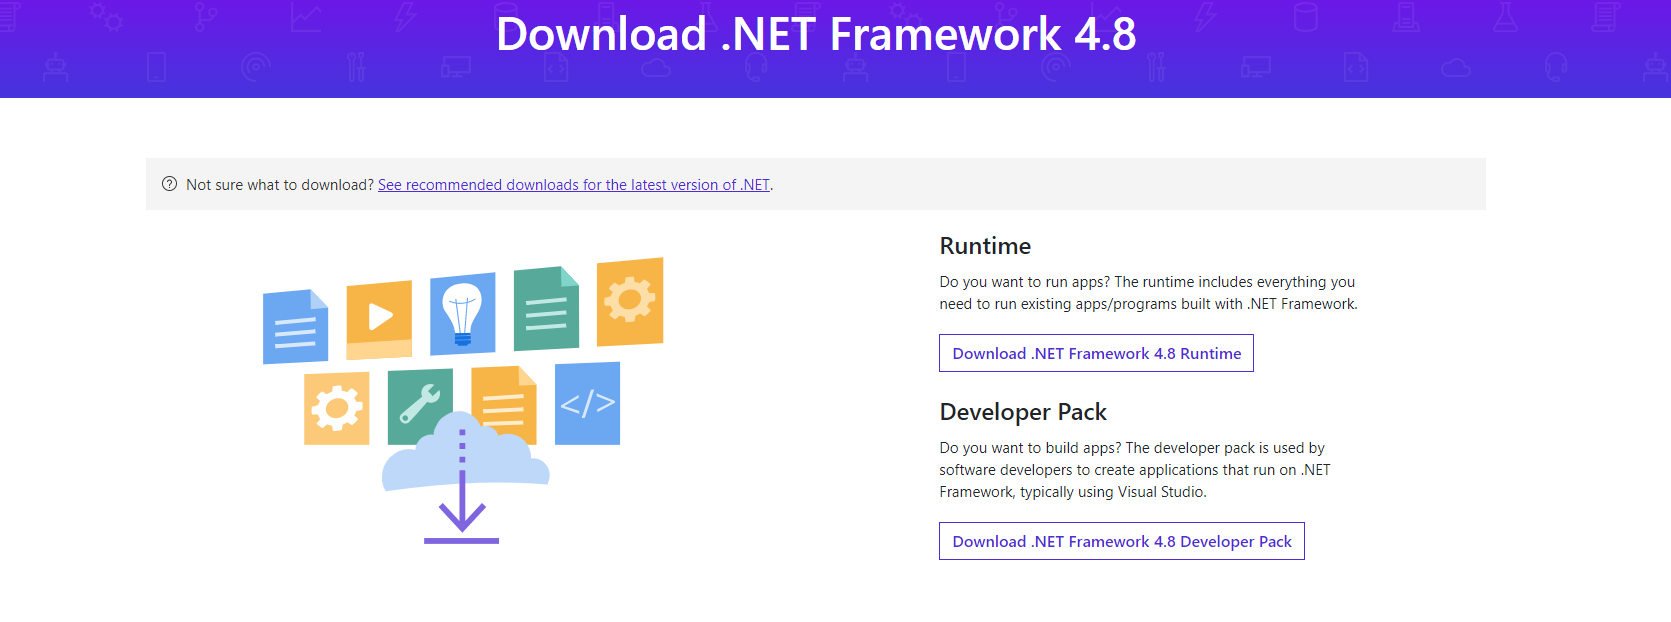 Download .NET Framework 4.8
Not sure what to download? See recommended downloads for the latest version of .NET.
Runtime
Do you want to run apps? The runtime includes everything you
need to run existing apps/programs built with .NET Framework.
Download .NET Framework 4.8 Runtime
Developer Pack
Do you want to build apps? The developer pack is used by
software developers to create applications that run on .NET
Framework, typically using Visual Studio.
Download .NET Framework 4.8 Developer Pack
</>